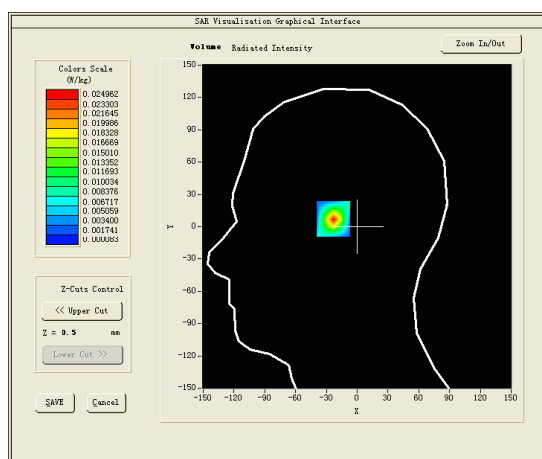 SAR Visualisation Graphical Interface
Volume Radiated Intensity
Zoom In/Out
Colors Scale
(W/kg)
0.024962
0.023303
0.021645
0.019986
0.018328
0.016669
0.015010
0.013352
0.011693
0.010034
0.008376
0.006717
0.005059
0.003400
0.001741
0.000083
Z-Cuts Control
<< Upper Cut
Z = 0.5 mm
Lower Cut >>
SAVE Cancel
150
120
90
60
30
0
-30
-60
-90
-120
-150
Y
-150 -120 -90 -60 -30 0 30 60 90 120 150
X